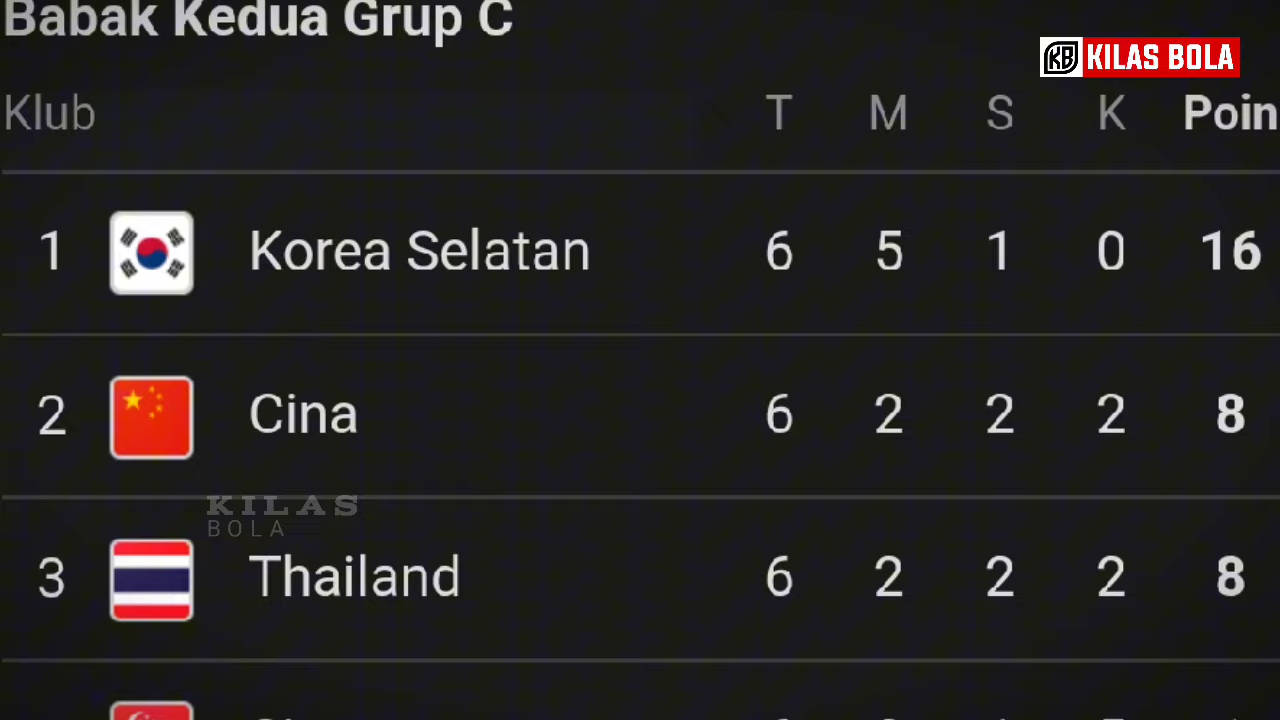 Babak Kedua Grup C
KB KILAS BOLA
Klub T M S K Poin
1 Korea Selatan 6 5 1 0 16
2 Cina 6 2 2 2 8
KILAS
BOLA
3 Thailand 6 2 2 2 8